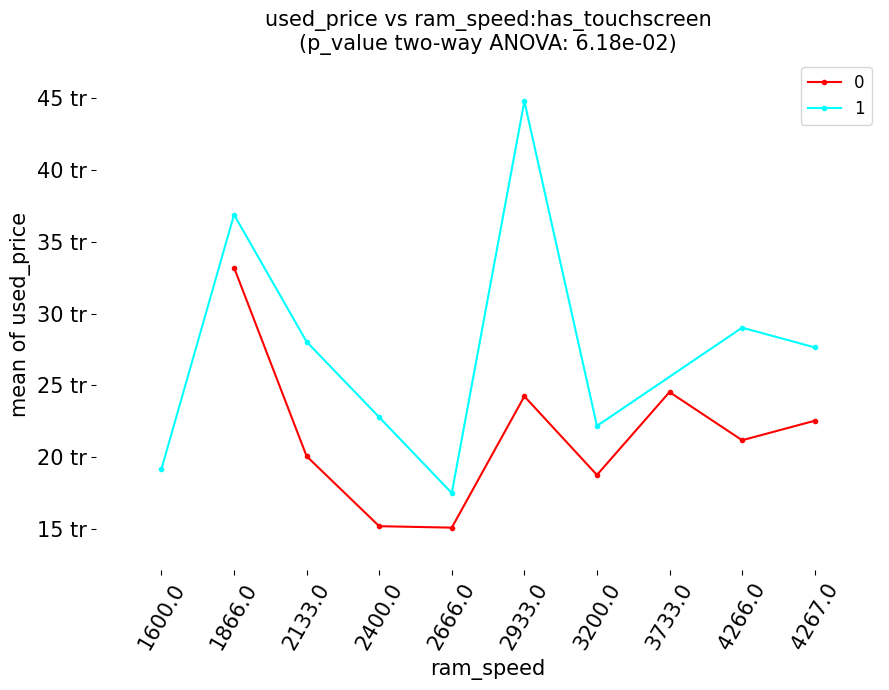 used_price vs ram_speed:has_touchscreen
(p_value two-way ANOVA: 6.18e-02)
0
1
45 tr
40 tr
35 tr
30 tr
25 tr
20 tr
15 tr
mean of used_price
1600.0
1866.0
2133.0
2400.0
2666.0
2933.0
3200.0
3733.0
4266.0
4267.0
ram_speed